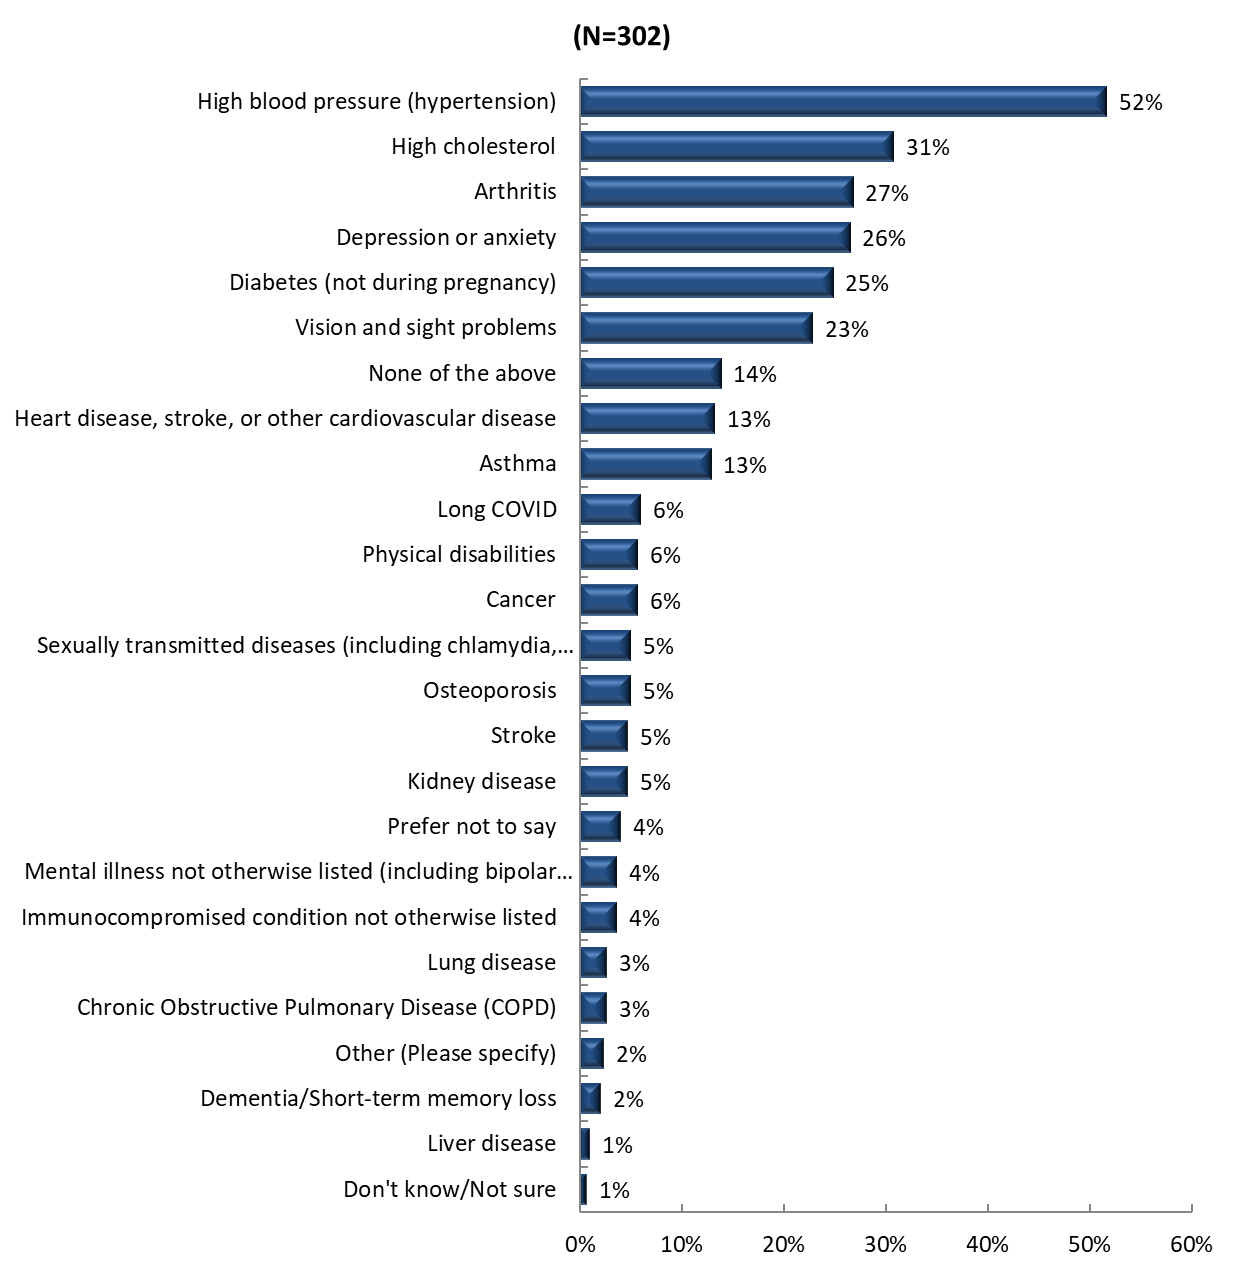 (N=302)
High blood pressure (hypertension) 52%
High cholesterol 31%
Arthritis 27%
Depression or anxiety 26%
Diabetes (not during pregnancy) 25%
Vision and sight problems 23%
None of the above 14%
Heart disease, stroke, or other cardiovascular disease 13%
Asthma 13%
Long COVID 6%
Physical disabilities 6%
Cancer 6%
Sexually transmitted diseases (including chlamydia,... 5%
Osteoporosis 5%
Stroke 5%
Kidney disease 5%
Prefer not to say 4%
Mental illness not otherwise listed (including bipolar... 4%
Immunocompromised condition not otherwise listed 4%
Lung disease 3%
Chronic Obstructive Pulmonary Disease (COPD) 3%
Other (Please specify) 2%
Dementia/Short-term memory loss 2%
Liver disease 1%
Don't know/Not sure 1%
0% 10% 20% 30% 40% 50% 60%